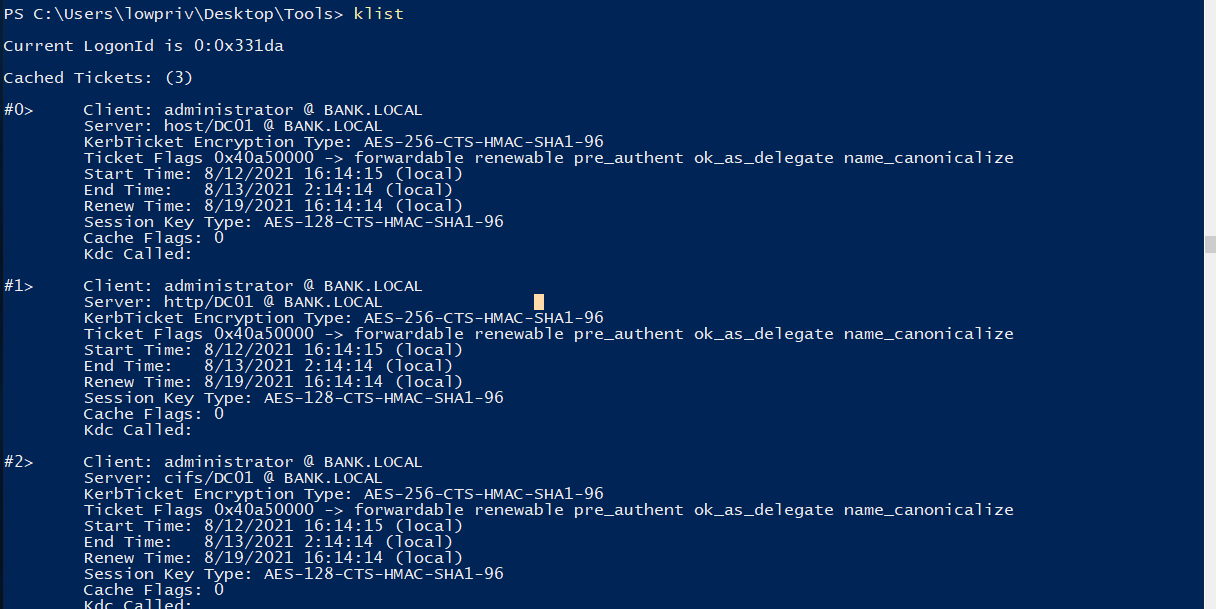 PS C:\Users\lowpriv\Desktop\Tools> klist
Current LogonId is 0:0x331da
Cached Tickets: (3)
#0> Client: administrator @ BANK.LOCAL
Server: host/DC01 @ BANK.LOCAL
KerbTicket Encryption Type: AES-256-CTS-HMAC-SHA1-96
Ticket Flags 0x40a50000 -> forwardable renewable pre_authent ok_as_delegate name_canonicalize
Start Time: 8/12/2021 16:14:15 (local)
End Time: 8/13/2021 2:14:14 (local)
Renew Time: 8/19/2021 16:14:14 (local)
Session Key Type: AES-128-CTS-HMAC-SHA1-96
Cache Flags: 0
Kdc Called:
#1> Client: administrator @ BANK.LOCAL
Server: http/DC01 @ BANK.LOCAL
KerbTicket Encryption Type: AES-256-CTS-HMAC-SHA1-96
Ticket Flags 0x40a50000 -> forwardable renewable pre_authent ok_as_delegate name_canonicalize
Start Time: 8/12/2021 16:14:15 (local)
End Time: 8/13/2021 2:14:14 (local)
Renew Time: 8/19/2021 16:14:14 (local)
Session Key Type: AES-128-CTS-HMAC-SHA1-96
Cache Flags: 0
Kdc Called:
#2> Client: administrator @ BANK.LOCAL
Server: cifs/DC01 @ BANK.LOCAL
KerbTicket Encryption Type: AES-256-CTS-HMAC-SHA1-96
Ticket Flags 0x40a50000 -> forwardable renewable pre_authent ok_as_delegate name_canonicalize
Start Time: 8/12/2021 16:14:15 (local)
End Time: 8/13/2021 2:14:14 (local)
Renew Time: 8/19/2021 16:14:14 (local)
Session Key Type: AES-128-CTS-HMAC-SHA1-96
Cache Flags: 0
Kdc Called: